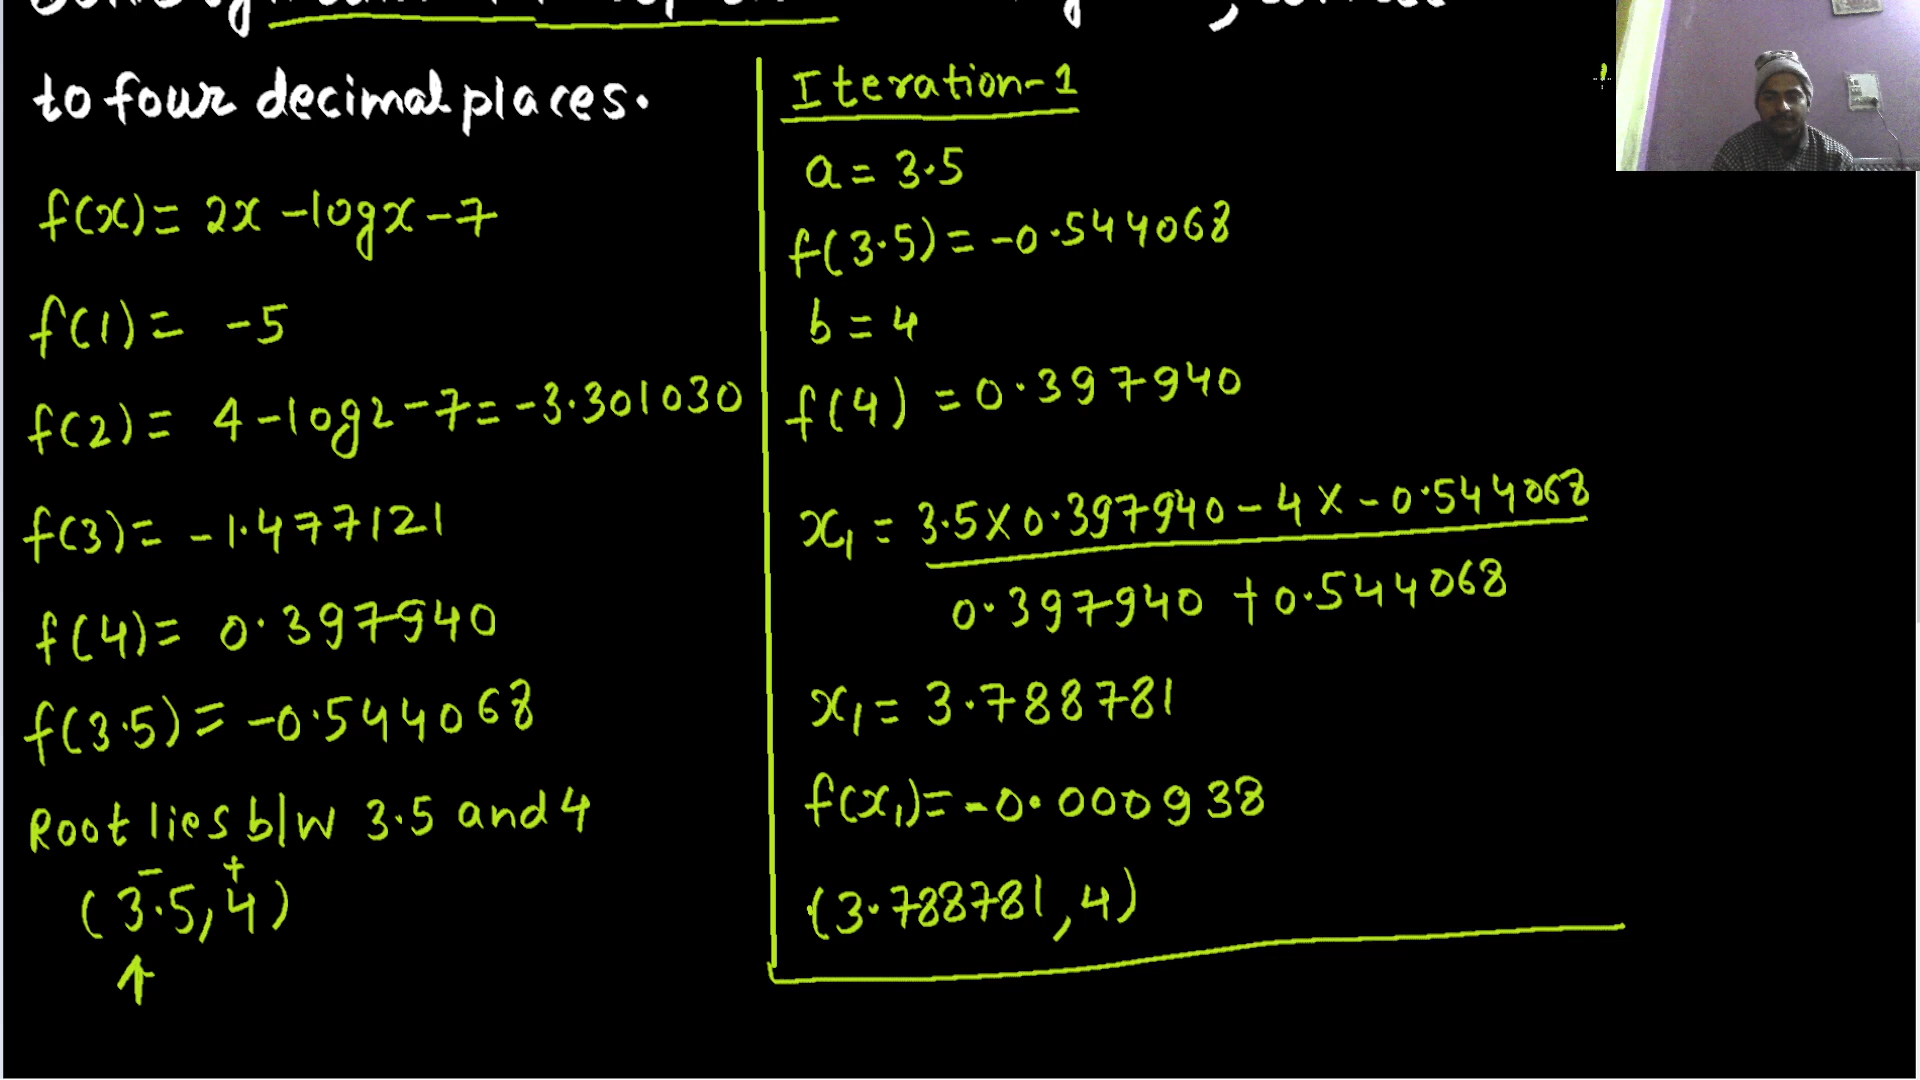 to four decimal places.
f(x) = 2x - logx - 7
f(1) = -5
f(2) = 4 - log2 - 7 = -3.301030
f(3) = -1.477121
f(4) = 0.397940
f(3.5) = -0.544068
Root lies b/w 3.5 and 4
- +
(3.5, 4)
↑
Iteration-1
a = 3.5
f(3.5) = -0.544068
b = 4
f(4) = 0.397940
x₁ = 3.5 × 0.397940 - 4 × -0.544068
0.397940 + 0.544068
x₁ = 3.788781
f(x₁) = -0.000938
(3.788781, 4)